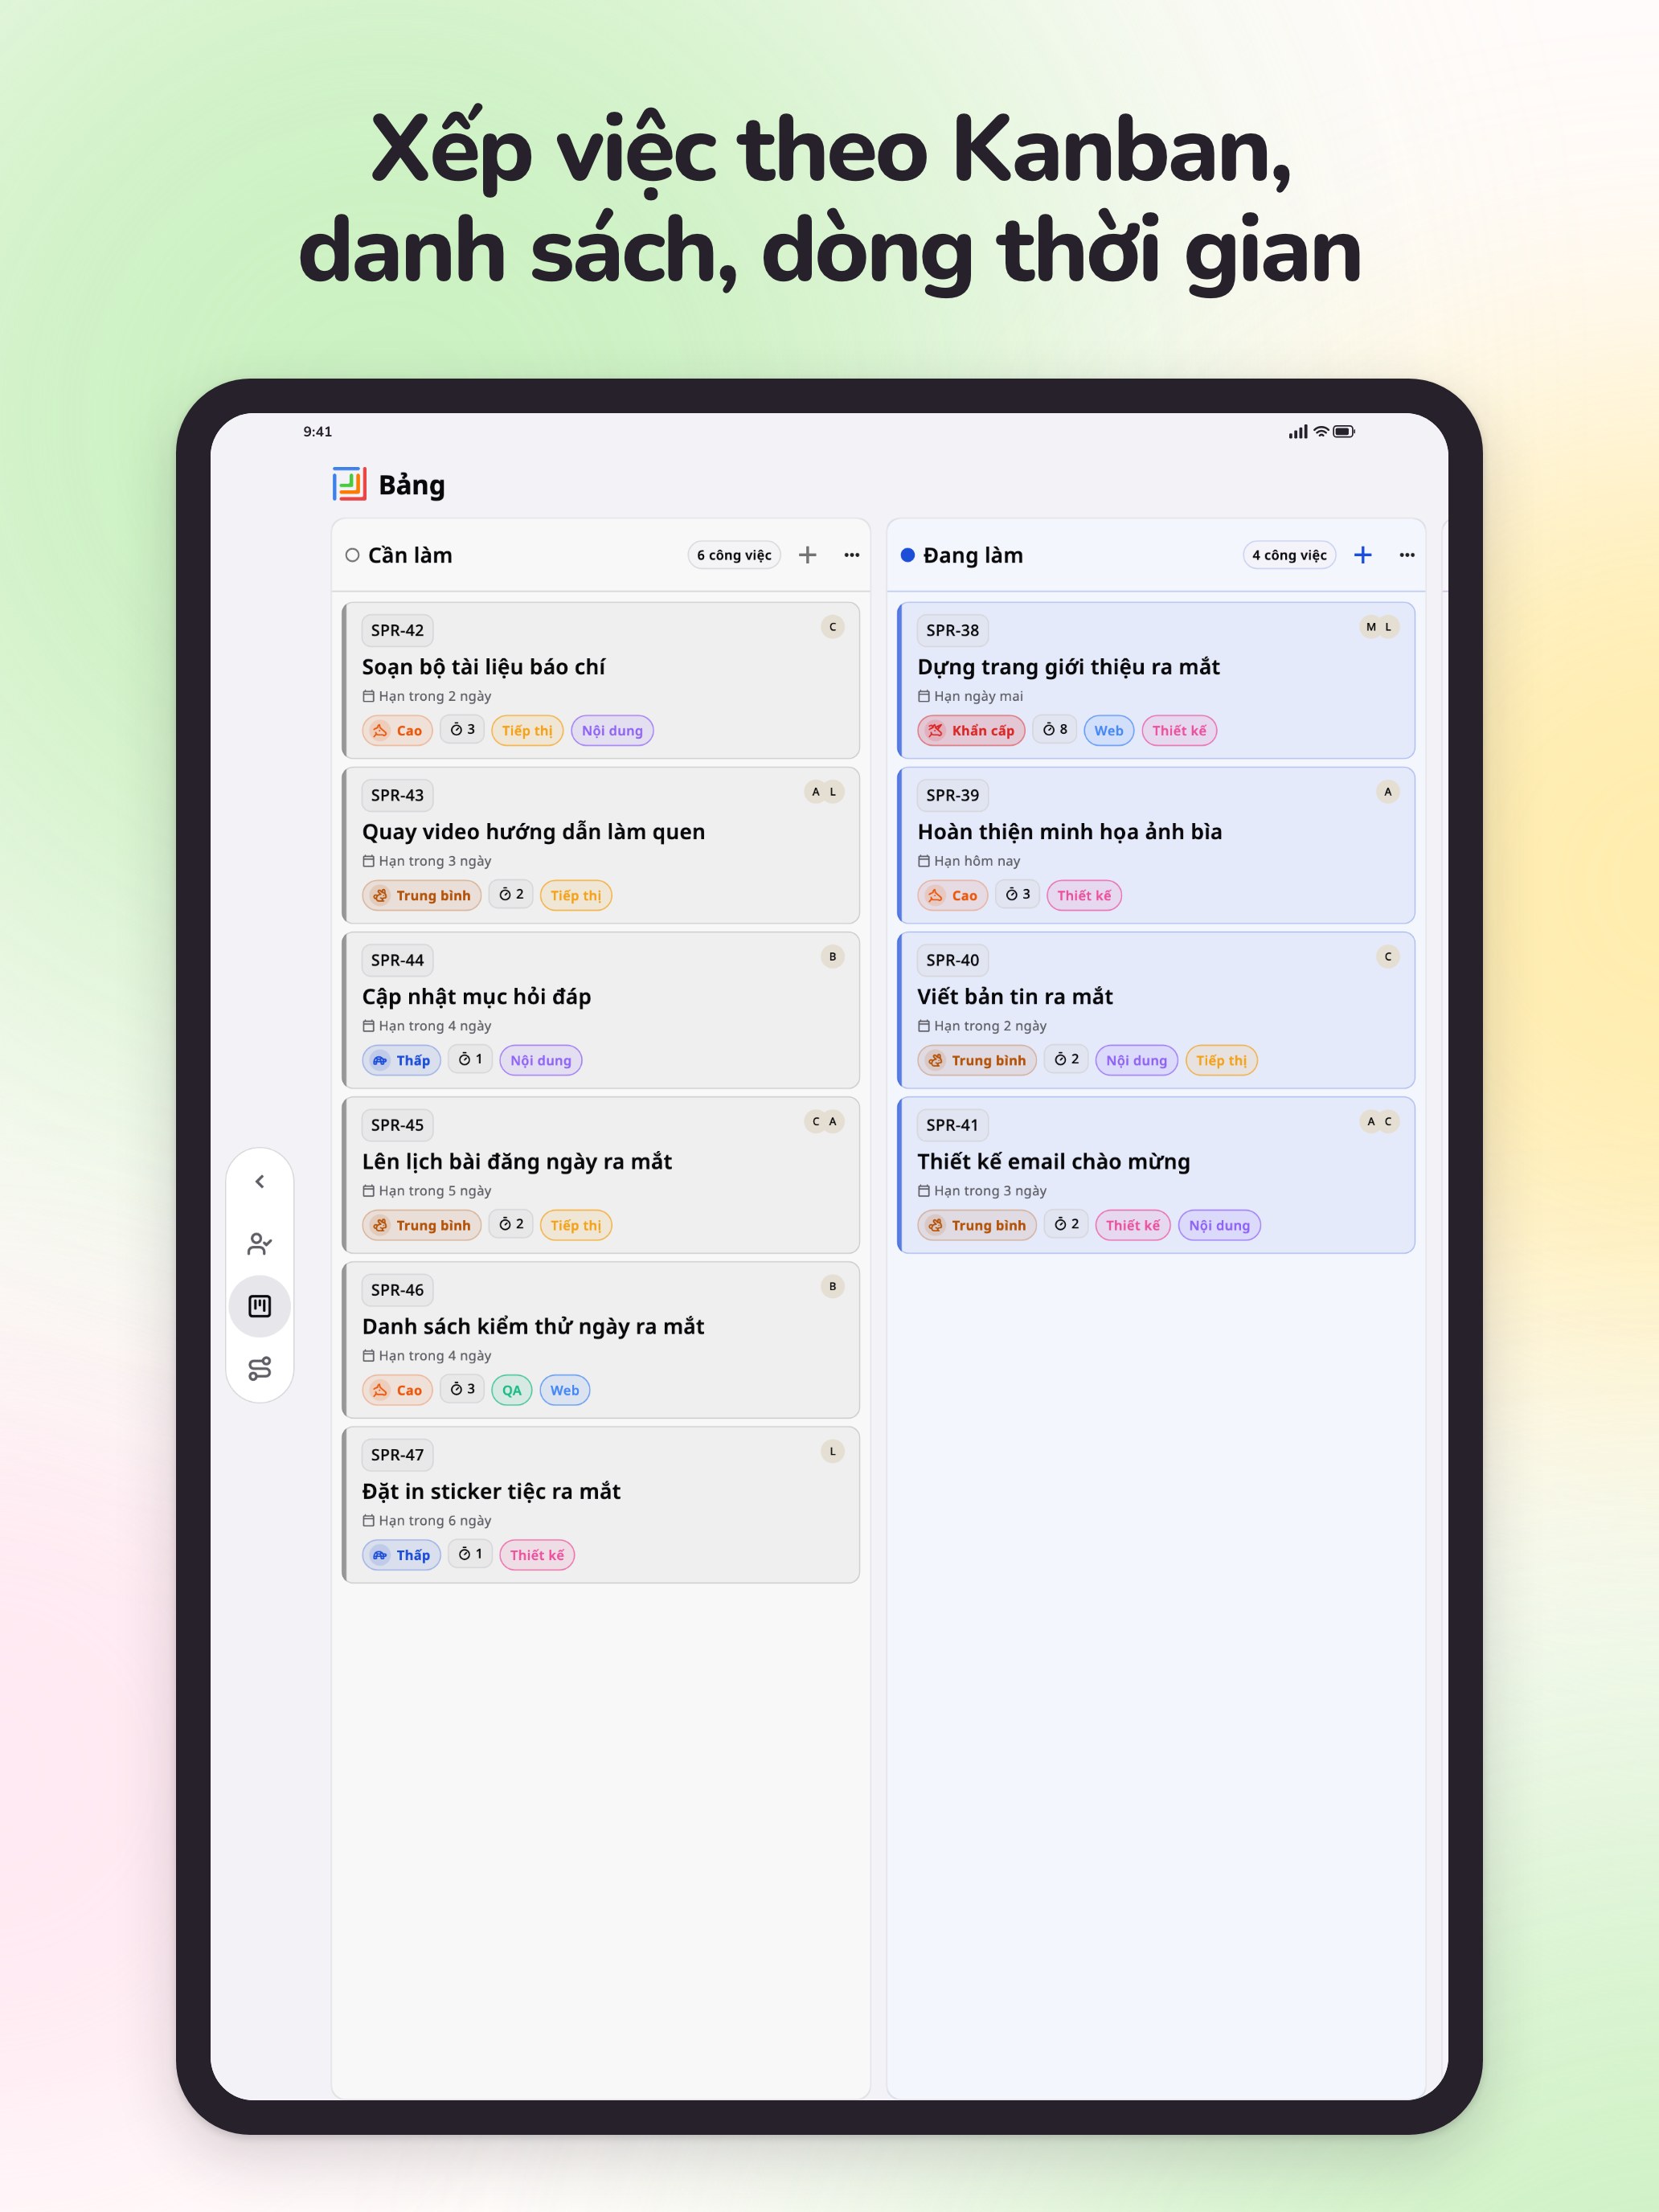 Xếp việc theo Kanban,
danh sách, dòng thời gian
9:41
Bảng
Cần làm
6 công việc
SPR-42
C
Soạn bộ tài liệu báo chí
Hạn trong 2 ngày
Cao 3 Tiếp thị Nội dung
SPR-43
A L
Quay video hướng dẫn làm quen
Hạn trong 3 ngày
Trung bình 2 Tiếp thị
SPR-44
B
Cập nhật mục hỏi đáp
Hạn trong 4 ngày
Thấp 1 Nội dung
SPR-45
C A
Lên lịch bài đăng ngày ra mắt
Hạn trong 5 ngày
Trung bình 2 Tiếp thị
SPR-46
B
Danh sách kiểm thử ngày ra mắt
Hạn trong 4 ngày
Cao 3 QA Web
SPR-47
L
Đặt in sticker tiệc ra mắt
Hạn trong 6 ngày
Thấp 1 Thiết kế
Đang làm
4 công việc
SPR-38
M L
Dựng trang giới thiệu ra mắt
Hạn ngày mai
Khẩn cấp 8 Web Thiết kế
SPR-39
A
Hoàn thiện minh họa ảnh bìa
Hạn hôm nay
Cao 3 Thiết kế
SPR-40
C
Viết bản tin ra mắt
Hạn trong 2 ngày
Trung bình 2 Nội dung Tiếp thị
SPR-41
A C
Thiết kế email chào mừng
Hạn trong 3 ngày
Trung bình 2 Thiết kế Nội dung